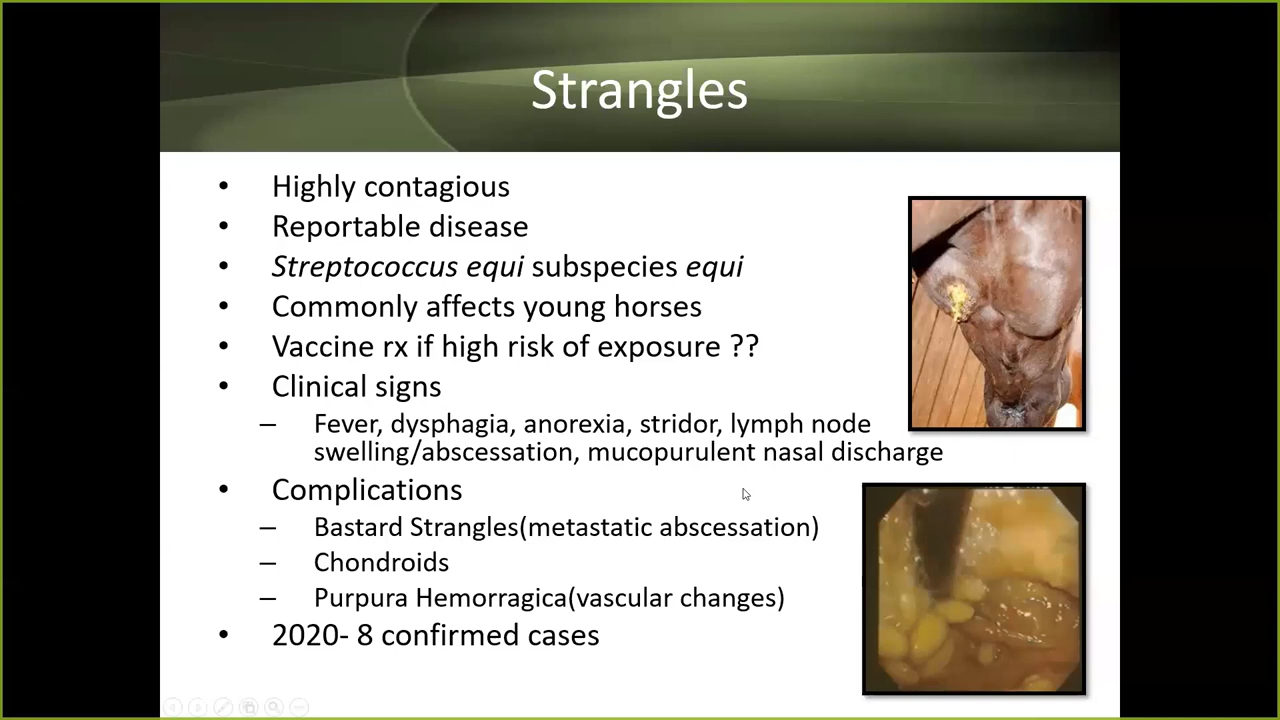 Strangles
• Highly contagious
• Reportable disease
• Streptococcus equi subspecies equi
• Commonly affects young horses
• Vaccine rx if high risk of exposure ??
• Clinical signs
– Fever, dysphagia, anorexia, stridor, lymph node
swelling/abscessation, mucopurulent nasal discharge
• Complications
– Bastard Strangles(metastatic abscessation)
– Chondroids
– Purpura Hemorragica(vascular changes)
• 2020- 8 confirmed cases